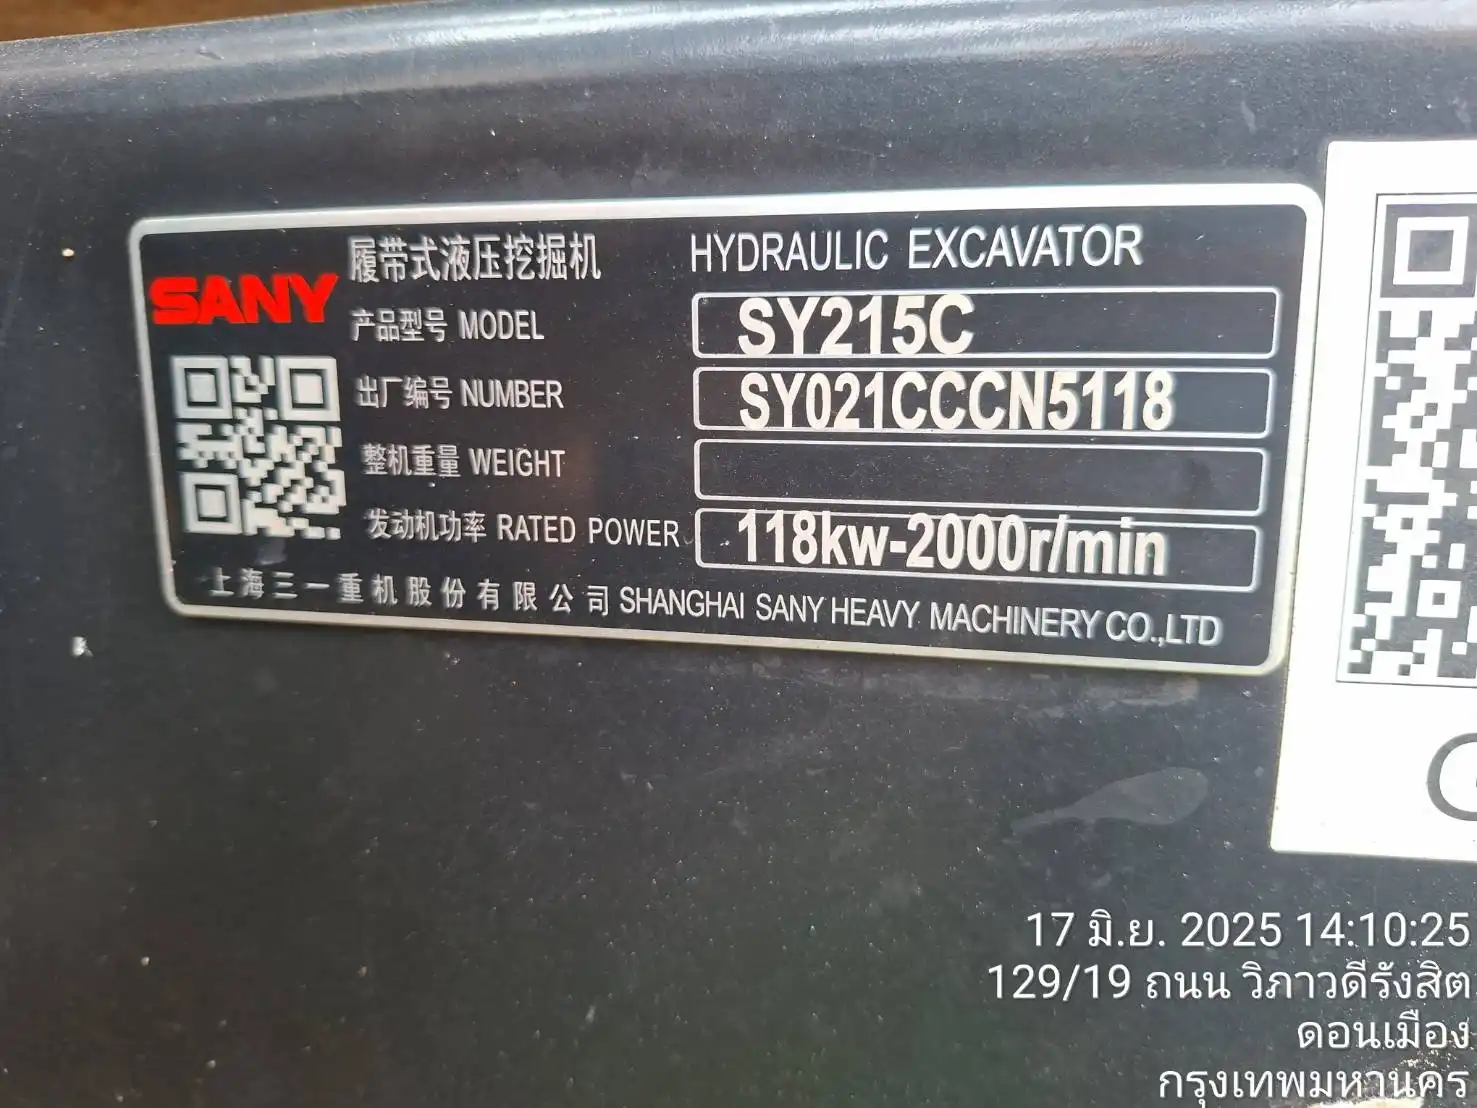 履带式液压挖掘机 HYDRAULIC EXCAVATOR
SANY
产品型号 MODEL SY215C
出厂编号 NUMBER SY021CCCN5118
整机重量 WEIGHT
发动机功率 RATED POWER 118kw-2000r/min
上海三一重机股份有限公司 SHANGHAI SANY HEAVY MACHINERY CO.,LTD
17 มิ.ย. 2025 14:10:25
129/19 ถนน วิภาวดีรังสิต
ดอนเมือง
กรุงเทพมหานคร